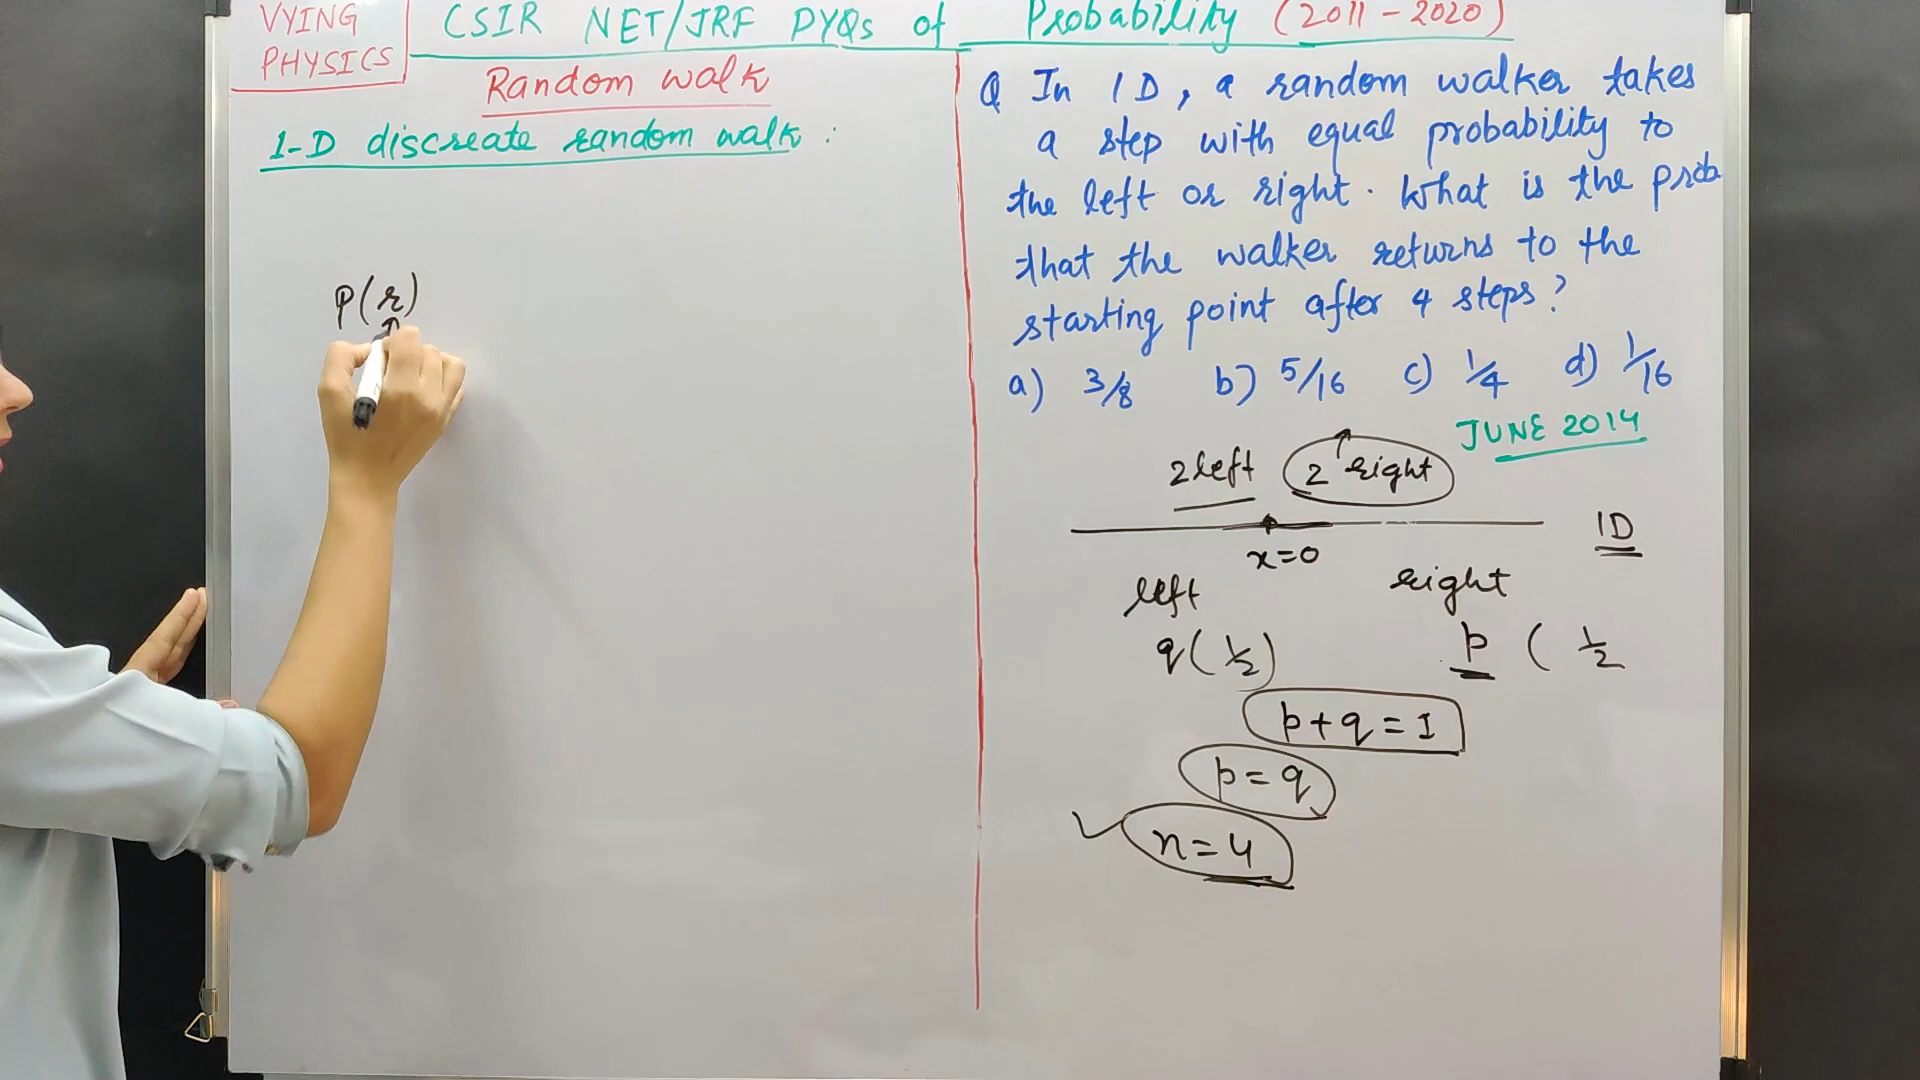 VYING
PHYSICS
CSIR NET/JRF PYQs of Probability (2011-2020)
Random walk
1-D discreate random walk :
P(r)
Q In 1D, a random walker takes
a step with equal probability to
the left or right. What is the prob
that the walker returns to the
starting point after 4 steps?
a) 3/8 b) 5/16 c) 1/4 d) 1/16
JUNE 2014
2 left 2 right
1D
x=0
left right
q(1/2) p ( 1/2
p+q=1
p=q
n=4